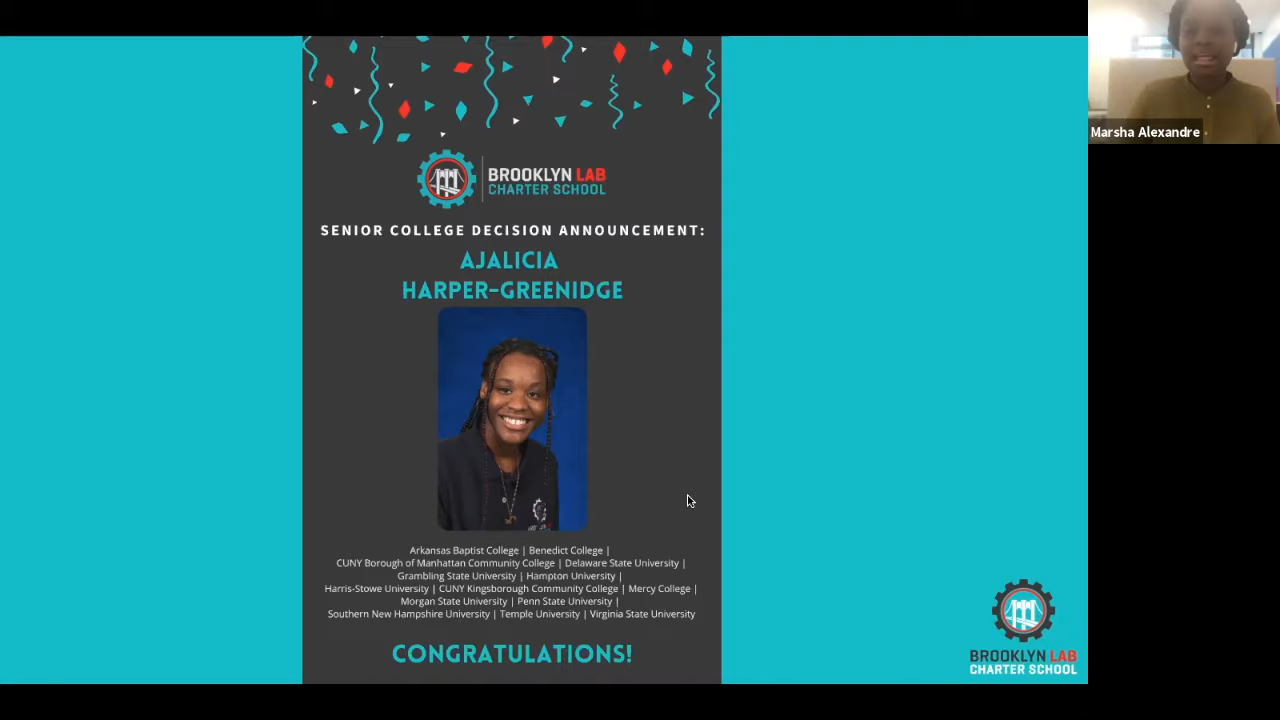 BROOKLYN LAB
CHARTER SCHOOL
SENIOR COLLEGE DECISION ANNOUNCEMENT:
AJALICIA
HARPER-GREENIDGE
Arkansas Baptist College | Benedict College |
CUNY Borough of Manhattan Community College | Delaware State University |
Grambling State University | Hampton University |
Harris-Stowe University | CUNY Kingsborough Community College | Mercy College |
Morgan State University | Penn State University |
Southern New Hampshire University | Temple University | Virginia State University
CONGRATULATIONS!
Marsha Alexandre
BROOKLYN LAB
CHARTER SCHOOL